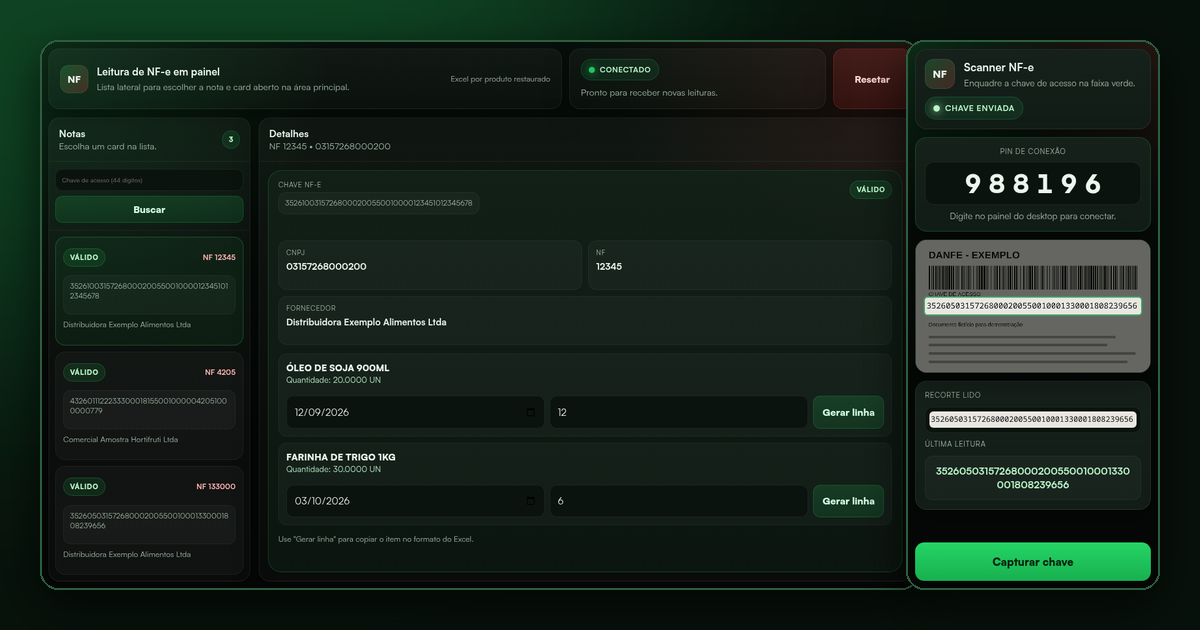 NF
Leitura de NF-e em painel
Lista lateral para escolher a nota e card aberto na área principal.
Excel por produto restaurado
CONECTADO
Pronto para receber novas leituras.
Resetar
Notas
Escolha um card na lista.
3
Chave de acesso (44 dígitos)
Buscar
VÁLIDO
NF 12345
3526100315726800020055001000012345101
2345678
Distribuidora Exemplo Alimentos Ltda
VÁLIDO
NF 4205
4326011122233300018155001000004205100
0000779
Comercial Amostra Hortifruti Ltda
VÁLIDO
NF 133000
352605031572680002005500100013300018
08239656
Distribuidora Exemplo Alimentos Ltda
Detalhes
NF 12345 • 03157268000200
CHAVE NF-E
35261003157268000200550010000123451012345678
VÁLIDO
CNPJ
03157268000200
NF
12345
FORNECEDOR
Distribuidora Exemplo Alimentos Ltda
ÓLEO DE SOJA 900ML
Quantidade: 20.0000 UN
12/09/2026
12
Gerar linha
FARINHA DE TRIGO 1KG
Quantidade: 30.0000 UN
03/10/2026
6
Gerar linha
Use "Gerar linha" para copiar o item no formato do Excel.
NF
Scanner NF-e
Enquadre a chave de acesso na faixa verde.
CHAVE ENVIADA
PIN DE CONEXÃO
988196
Digite no painel do desktop para conectar.
DANFE - EXEMPLO
CHAVE DE ACESSO
35260503157268000200550010001330001808239656
Documento fictício para demonstração
RECORTE LIDO
35260503157268000200550010001330001808239656
ÚLTIMA LEITURA
35260503157268000200550010001330
001808239656
Capturar chave